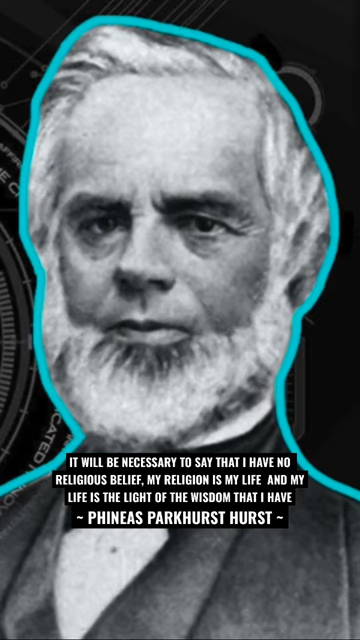 IT WILL BE NECESSARY TO SAY THAT I HAVE NO
RELIGIOUS BELIEF, MY RELIGION IS MY LIFE AND MY
LIFE IS THE LIGHT OF THE WISDOM THAT I HAVE
~ PHINEAS PARKHURST HURST ~